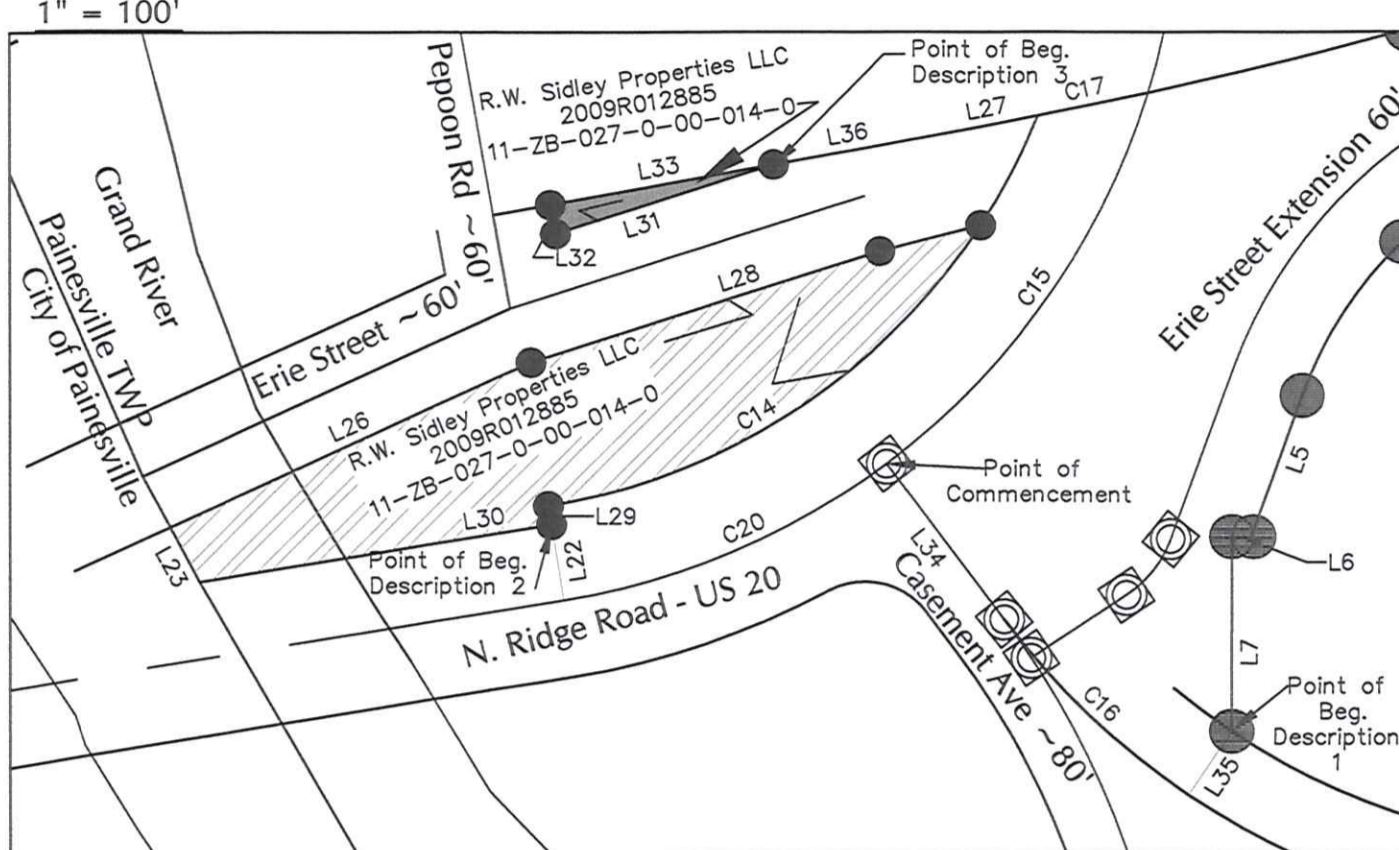 1" = 100'
Point of Beg.
Description 3
Pepoon Rd ~ 60'
R.W. Sidley Properties LLC
2009R012885
11-ZB-027-0-00-014-0
C17
L27
L36
L33
L31
L32
Erie Street Extension 60'
Grand River
Painesville TWP
City of Painesville
Erie Street ~ 60'
L28
C15
L26
R.W. Sidley Properties LLC
2009R012885
11-ZB-027-0-00-014-0
C14
L5
Point of
Commencement
L30
L29
C20
L23
Point of Beg.
Description 2
L22
L34
L6
N. Ridge Road - US 20
Casement Ave ~ 80'
L7
C16
Point of
Beg.
Description
1
L35